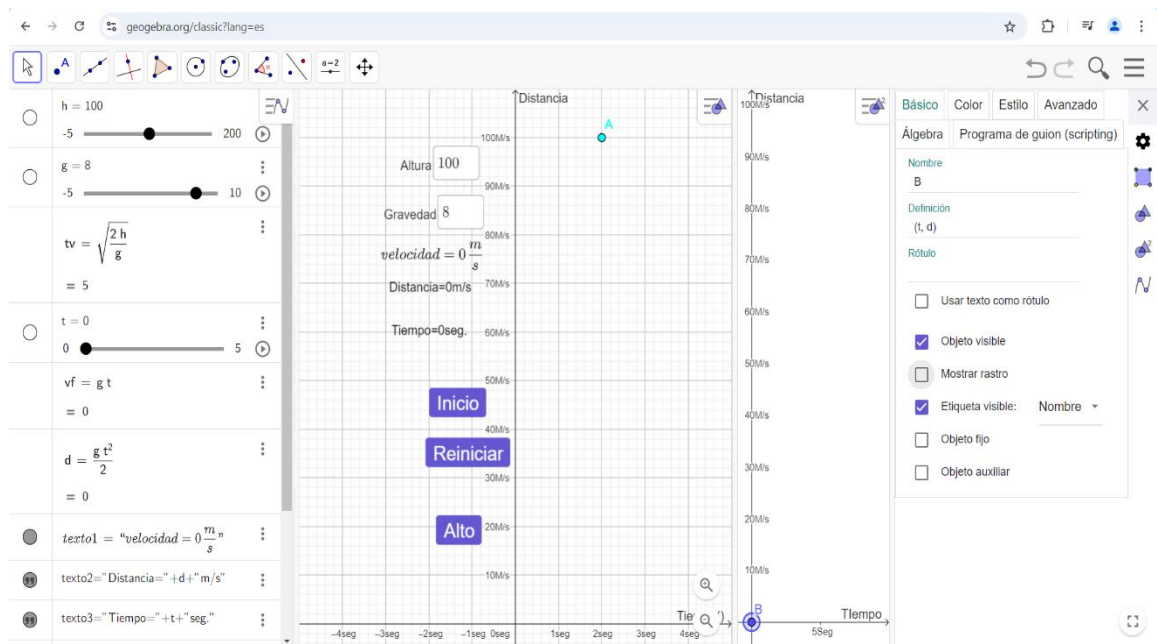 geogebra.org/classic?lang=es
A
a=2
h = 100
-5
200
g = 8
-5
10
tv = √(2 h / g)
= 5
t = 0
0
5
vf = g t
= 0
d = g t² / 2
= 0
texto1 = “velocidad = 0 m/s”
texto2="Distancia=" +d+"m/s"
texto3="Tiempo=" +t+"seg."
Distancia
A
100M/s
Altura 100
90M/s
Gravedad 8
80M/s
velocidad = 0 m/s
70M/s
Distancia=0m/s
Tiempo=0seg.
60M/s
50M/s
Inicio
40M/s
Reiniciar
30M/s
Alto
20M/s
10M/s
-4seg
-3seg
-2seg
-1seg
0seg
1seg
2seg
3seg
4seg
Distancia
100M/s
90M/s
80M/s
70M/s
60M/s
50M/s
40M/s
30M/s
20M/s
10M/s
B
TIempo
5Seg
Básico
Color
Estilo
Avanzado
Álgebra
Programa de guion (scripting)
Nombre
B
Definición
(t, d)
Rótulo
Usar texto como rótulo
Objeto visible
Mostrar rastro
Etiqueta visible:
Nombre
Objeto fijo
Objeto auxiliar